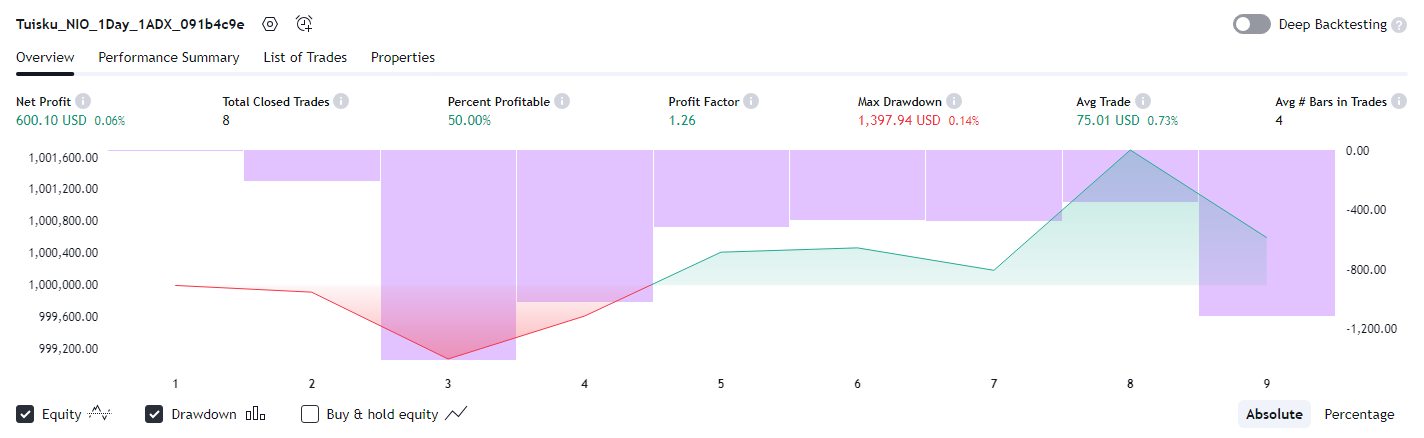 Tuisku_NIO_1Day_1ADX_091b4c9e Deep Backtesting ?
Overview Performance Summary List of Trades Properties
Net Profit i Total Closed Trades i Percent Profitable i Profit Factor i Max Drawdown i Avg Trade i Avg # Bars in Trades i
600.10 USD 0.06% 8 50.00% 1.26 1,397.94 USD 0.14% 75.01 USD 0.73% 4
1,001,600.00 0.00
1,001,200.00
1,000,800.00 -400.00
1,000,400.00
1,000,000.00 -800.00
999,600.00 -1,200.00
999,200.00
1 2 3 4 5 6 7 8 9
Equity Drawdown Buy & hold equity Absolute Percentage